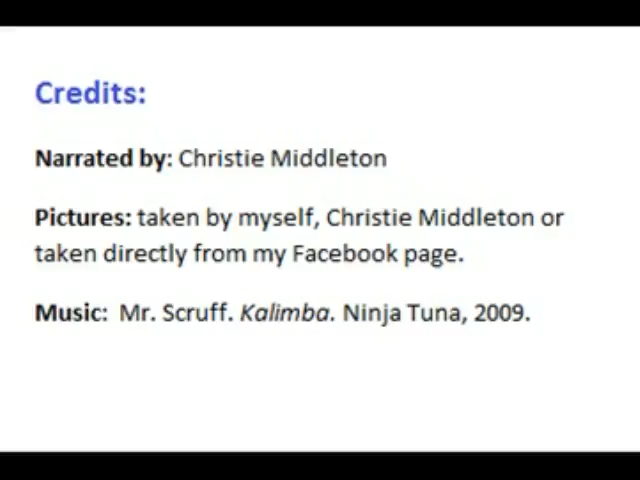 Credits:
Narrated by: Christie Middleton
Pictures: taken by myself, Christie Middleton or
taken directly from my Facebook page.
Music: Mr. Scruff. Kalimba. Ninja Tuna, 2009.